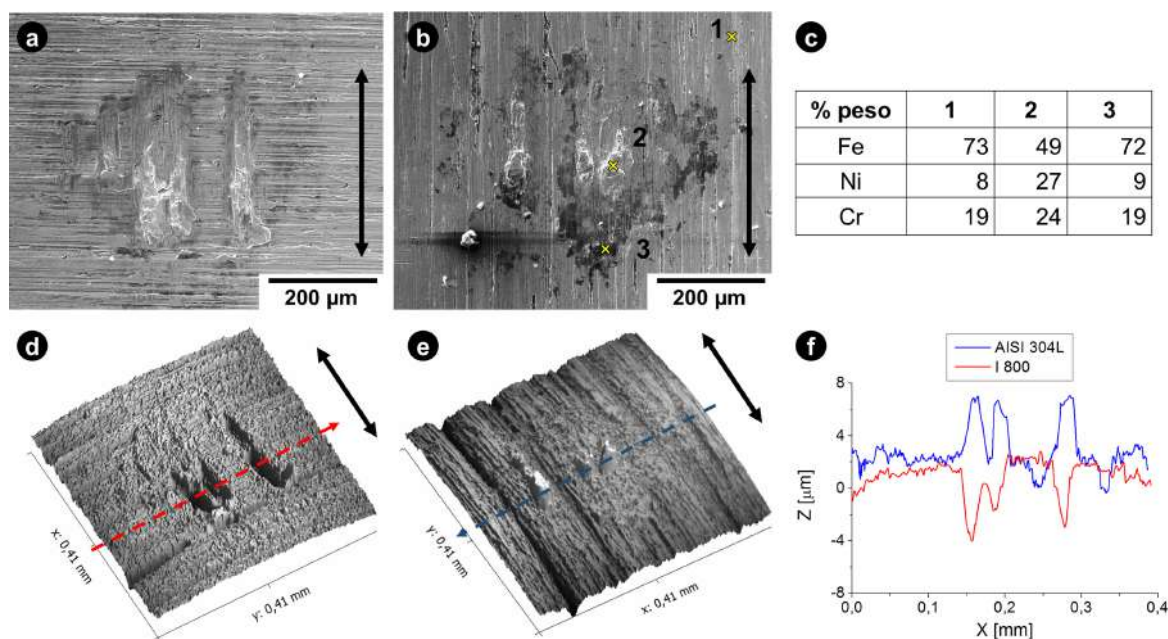 a
200 µm
b
1
2
3
200 µm
c
% peso 1 2 3
Fe 73 49 72
Ni 8 27 9
Cr 19 24 19
d
x: 0,41 mm
y: 0,41 mm
e
y: 0,41 mm
x: 0,41 mm
f
AISI 304L
I 800
8
4
0
-4
-8
Z [µm]
0,0 0,1 0,2 0,3 0,4
X [mm]